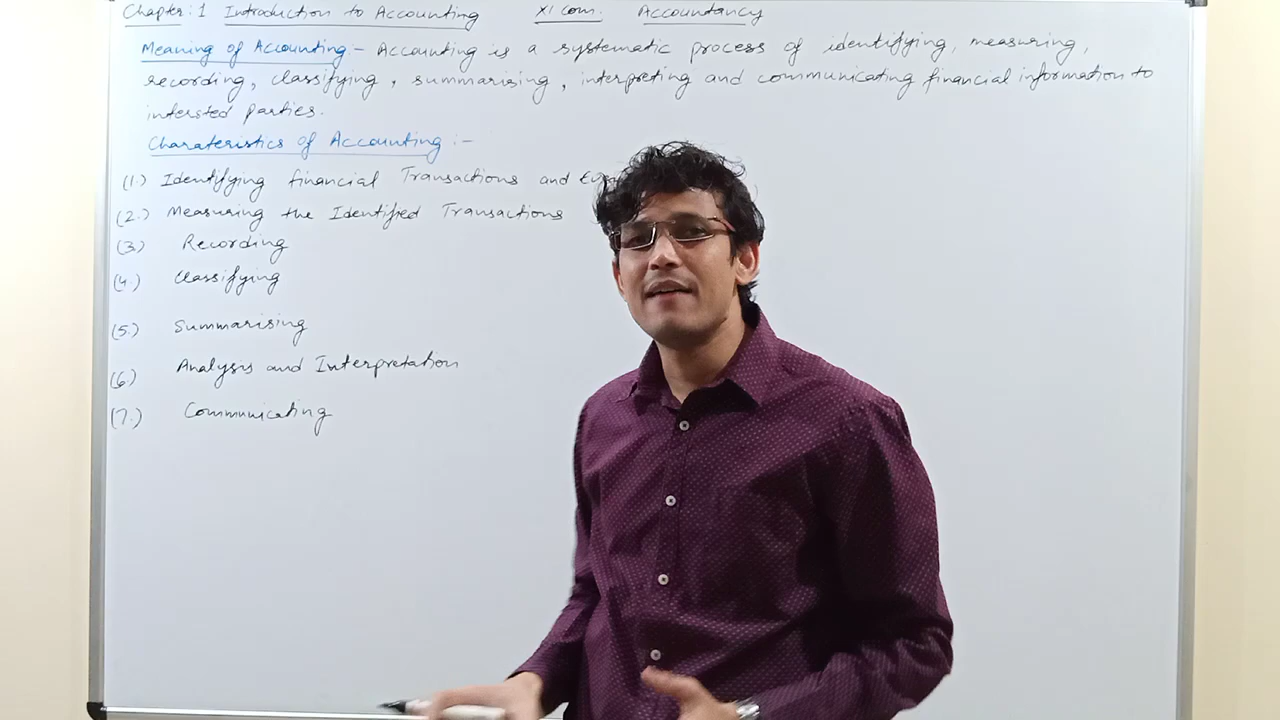 Chapter: 1 Introduction to Accounting XI Com. Accountancy
Meaning of Accounting - Accounting is a systematic process of identifying, measuring,
recording, classifying, summarising, interpreting and communicating financial information to
intersted parties.
Charateristics of Accounting :-
(1.) Identifying financial Transactions and
(2.) Measuring the Identified Transactions
(3.) Recording
(4.) Classifying
(5.) Summarising
(6.) Analysis and Interpretation
(7.) Communicating